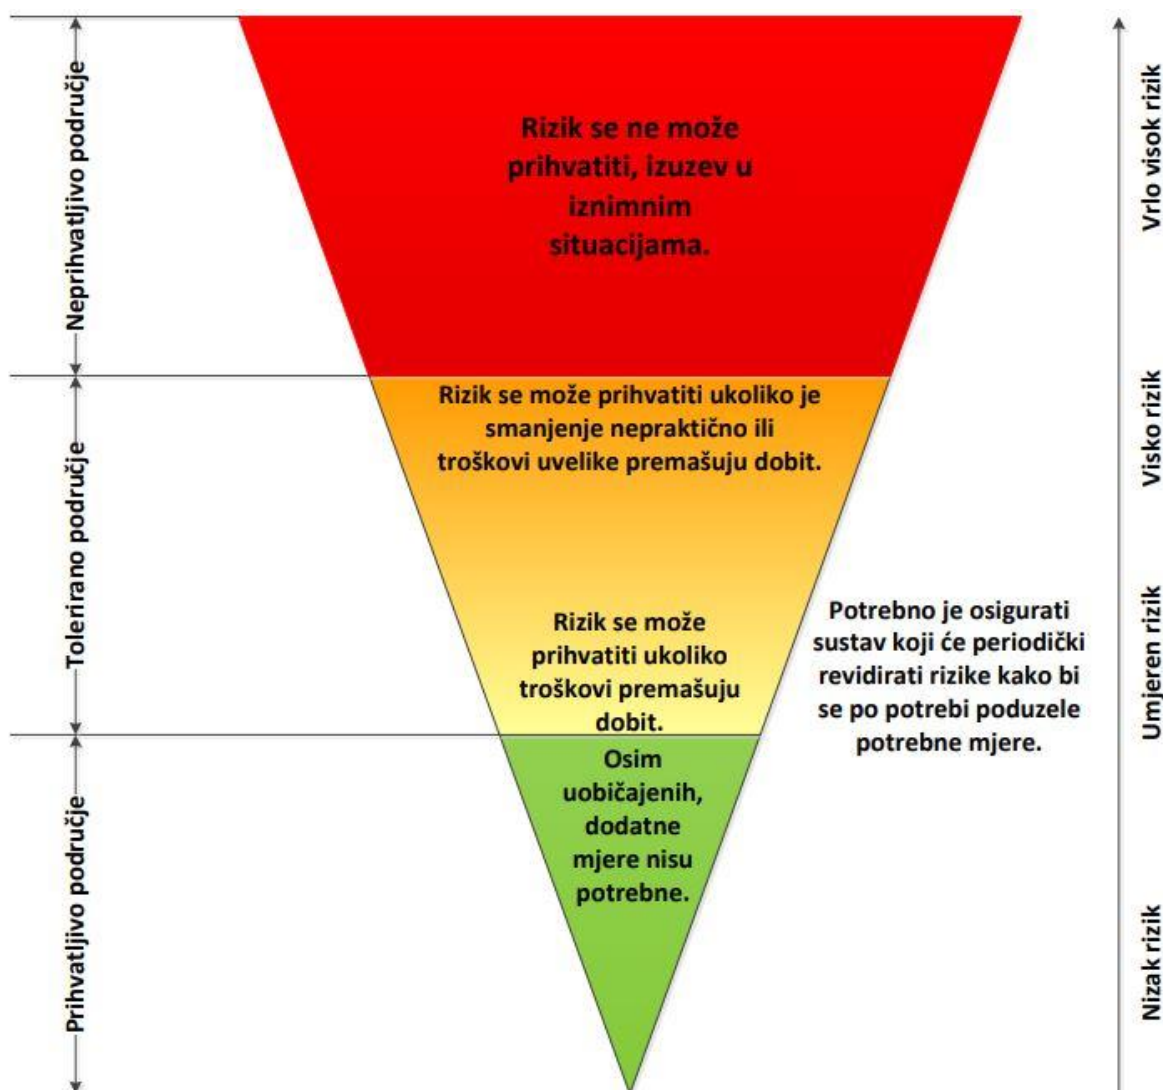 Neprihvatljivo područje
Tolerirano područje
Prihvatljivo područje
Rizik se ne može
prihvatiti, izuzev u
iznimnim
situacijama.
Rizik se može prihvatiti ukoliko je
smanjenje nepraktično ili
troškovi uvelike premašuju dobit.
Rizik se može
prihvatiti ukoliko
troškovi premašuju
dobit.
Osim
uobičajenih,
dodatne
mjere nisu
potrebne.
Potrebno je osigurati
sustav koji će periodički
revidirati rizike kako bi
se po potrebi poduzele
potrebne mjere.
Vrlo visok rizik
Visko rizik
Umjeren rizik
Nizak rizik